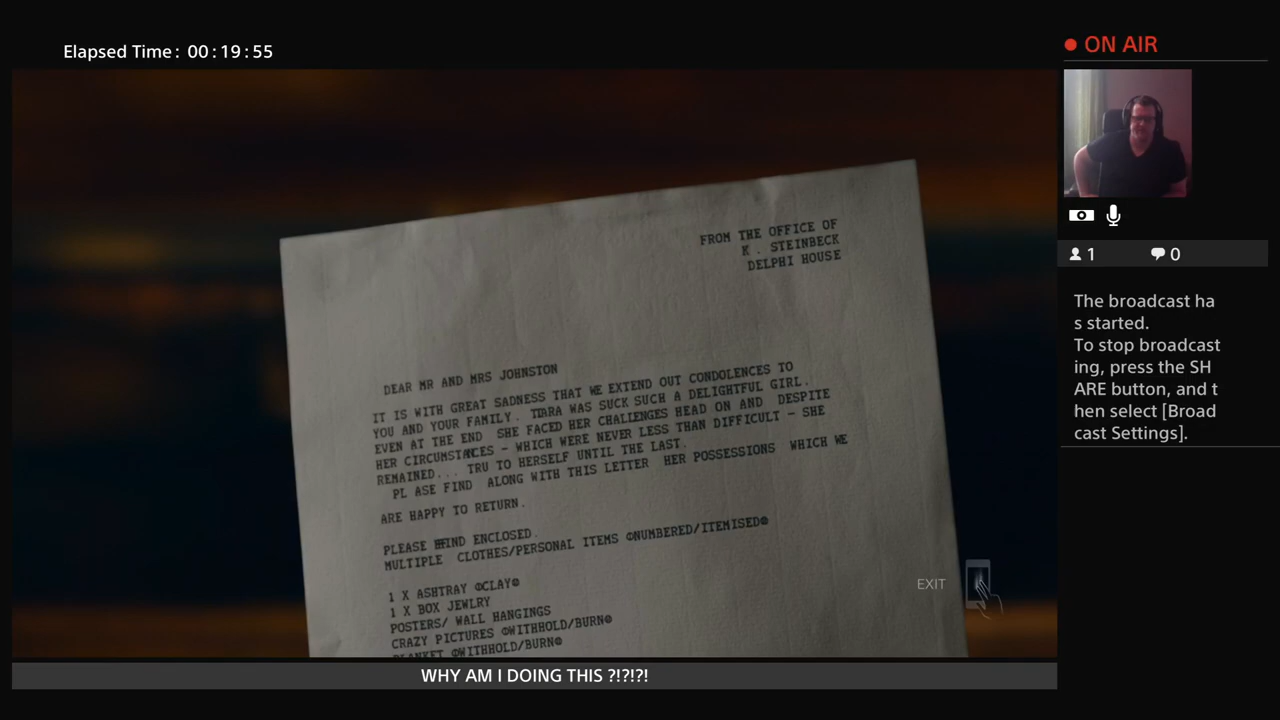 Elapsed Time: 00:19:55
ON AIR
1
0
The broadcast ha
s started.
To stop broadcast
ing, press the SH
ARE button, and t
hen select [Broad
cast Settings].
FROM THE OFFICE OF
K . STEINBECK
DELPHI HOUSE
DEAR MR AND MRS JOHNSTON
IT IS WITH GREAT SADNESS THAT WE EXTEND OUT CONDOLENCES TO
YOU AND YOUR FAMILY. TARRA WAS SUCK SUCH A DELIGHTFUL GIRL.
EVEN AT THE END SHE FACED HER CHALLENGES HEAD ON AND DESPITE
HER CIRCUMSTANCES - WHICH WERE NEVER LESS THAN DIFFICULT - SHE
REMAINED... TRU TO HERSELF UNTIL THE LAST.
PL ASE FIND ALONG WITH THIS LETTER HER POSSESSIONS WHICH WE
ARE HAPPY TO RETURN.
PLEASE FIND ENCLOSED.
MULTIPLE CLOTHES/PERSONAL ITEMS @NUMBERED/ITEMISED@
1 X ASHTRAY @CLAY@
1 X BOX JEWLRY
POSTERS/ WALL HANGINGS
CRAZY PICTURES @WITHHOLD/BURN@
BLANKET @WITHHOLD/BURN@
EXIT
WHY AM I DOING THIS ?!?!?!